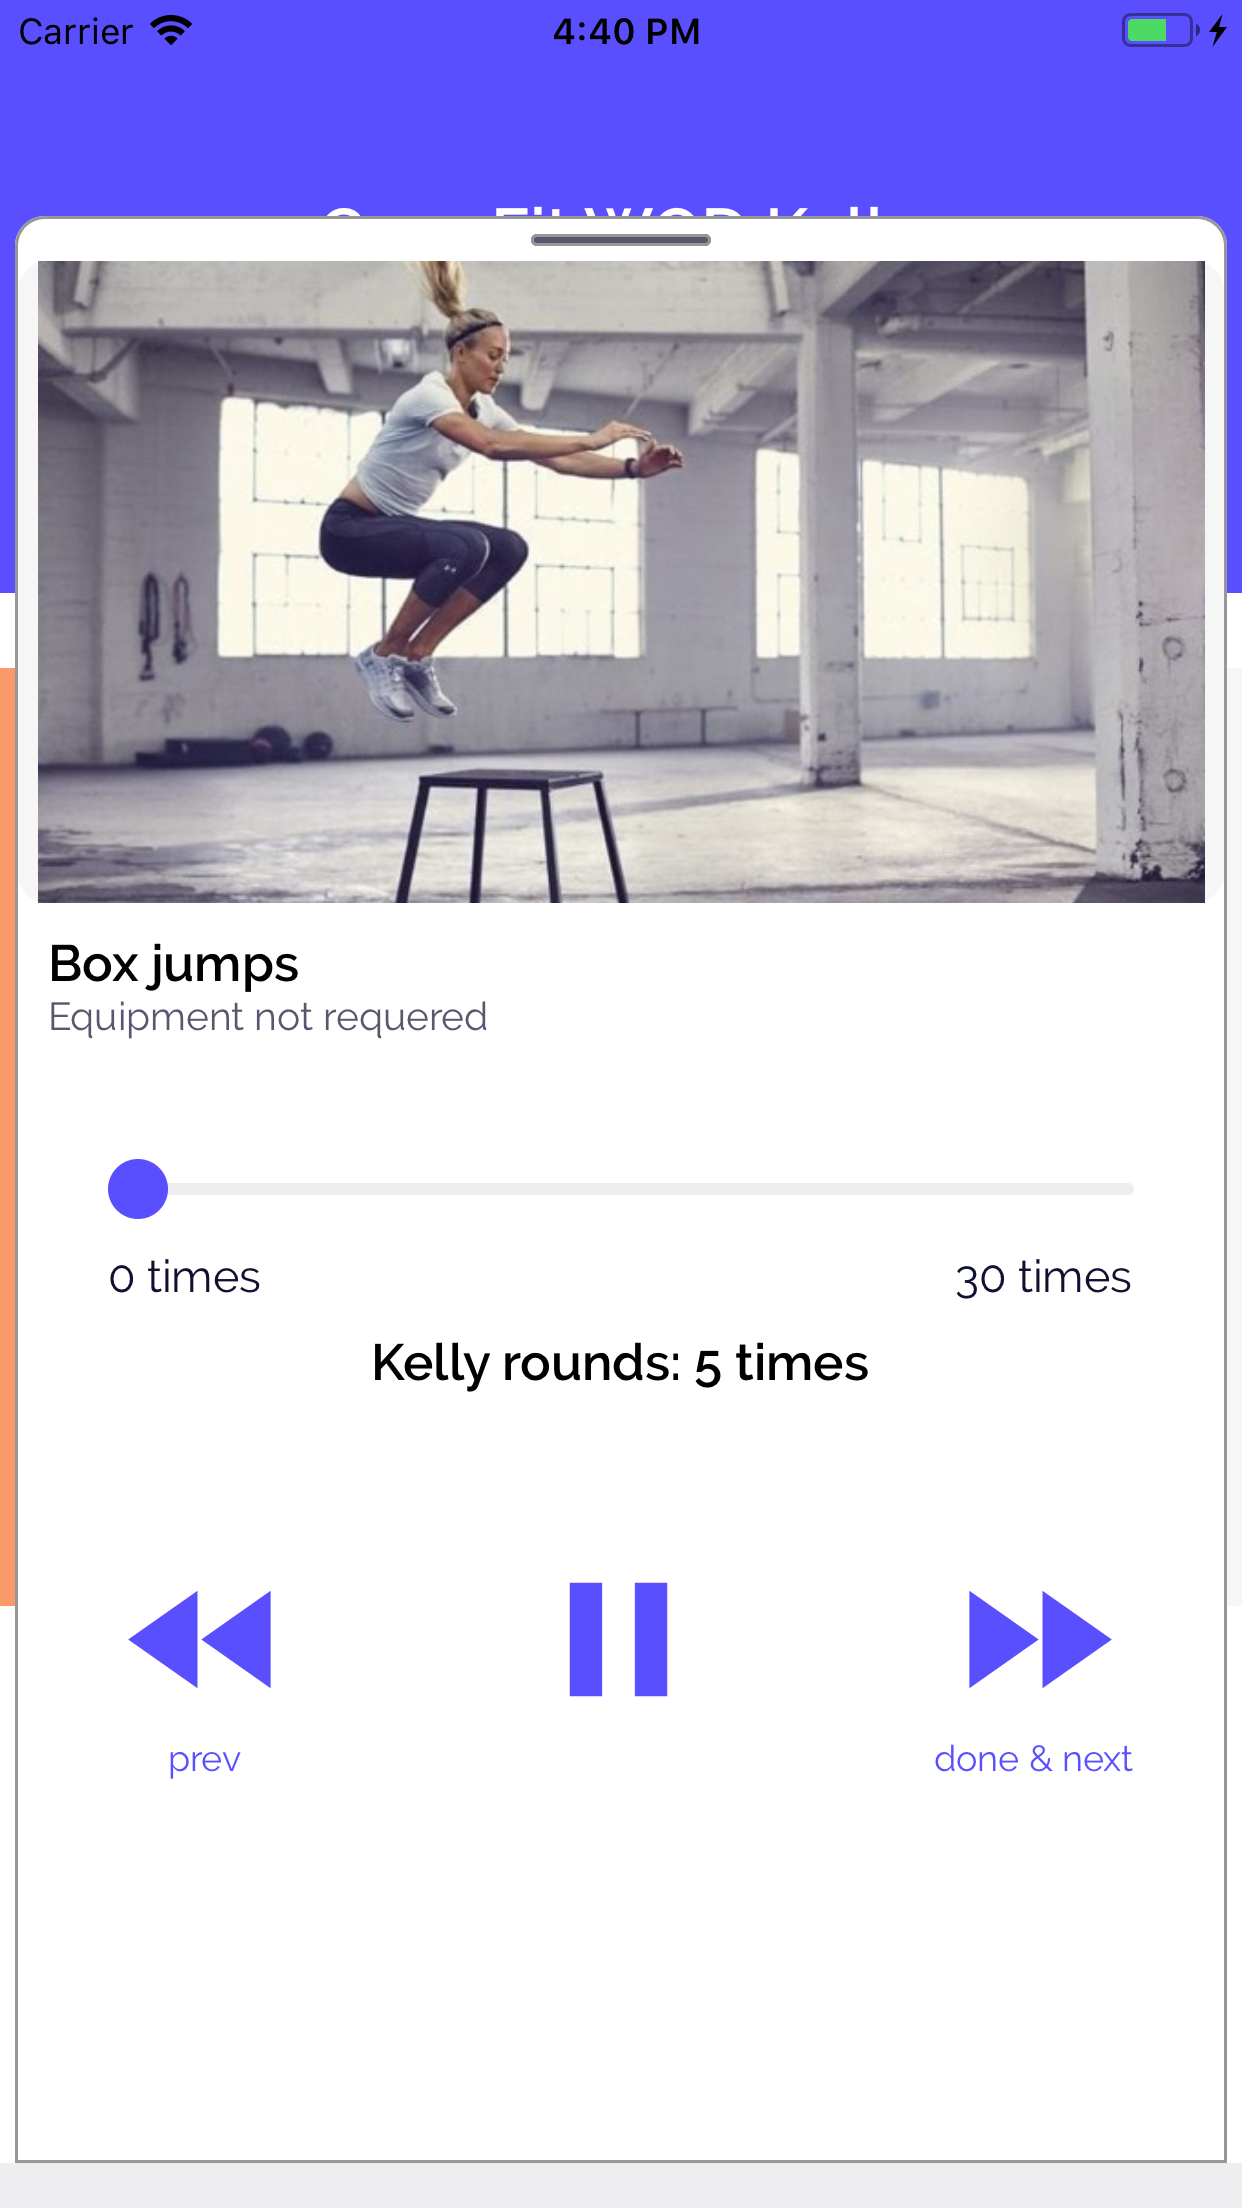 Carrier
4:40 PM
Box jumps
Equipment not requered
0 times
30 times
Kelly rounds: 5 times
prev
done & next